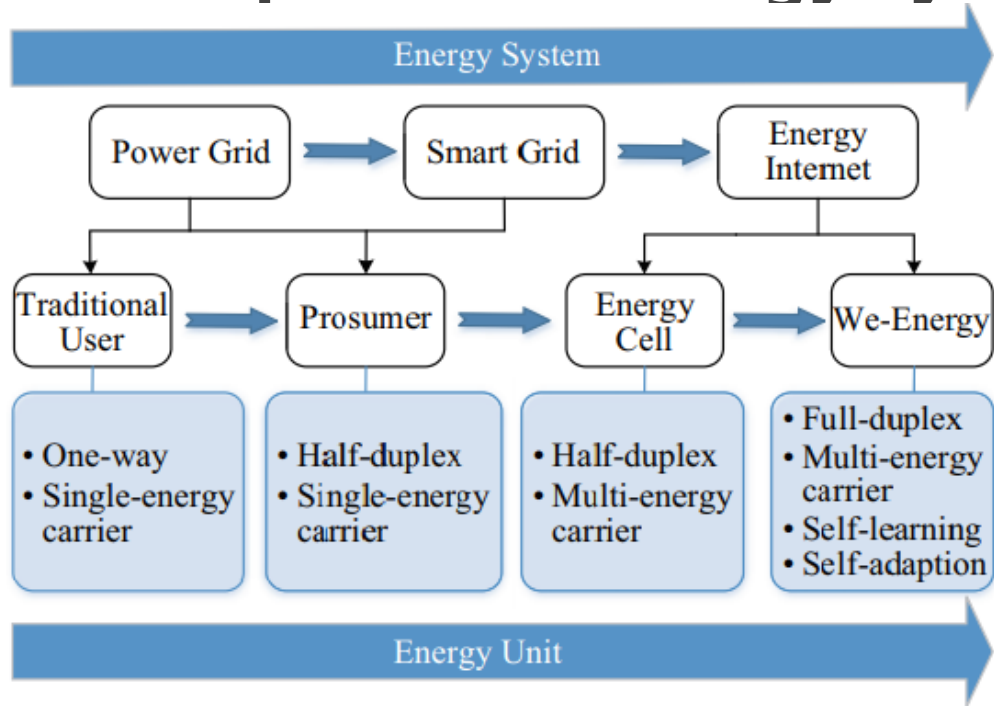 Energy System
Power Grid
Smart Grid
Energy
Internet
Traditional
User
Prosumer
Energy
Cell
We-Energy
• One-way
• Single-energy
carrier
• Half-duplex
• Single-energy
carrier
• Half-duplex
• Multi-energy
carrier
• Full-duplex
• Multi-energy
carrier
• Self-learning
• Self-adaption
Energy Unit